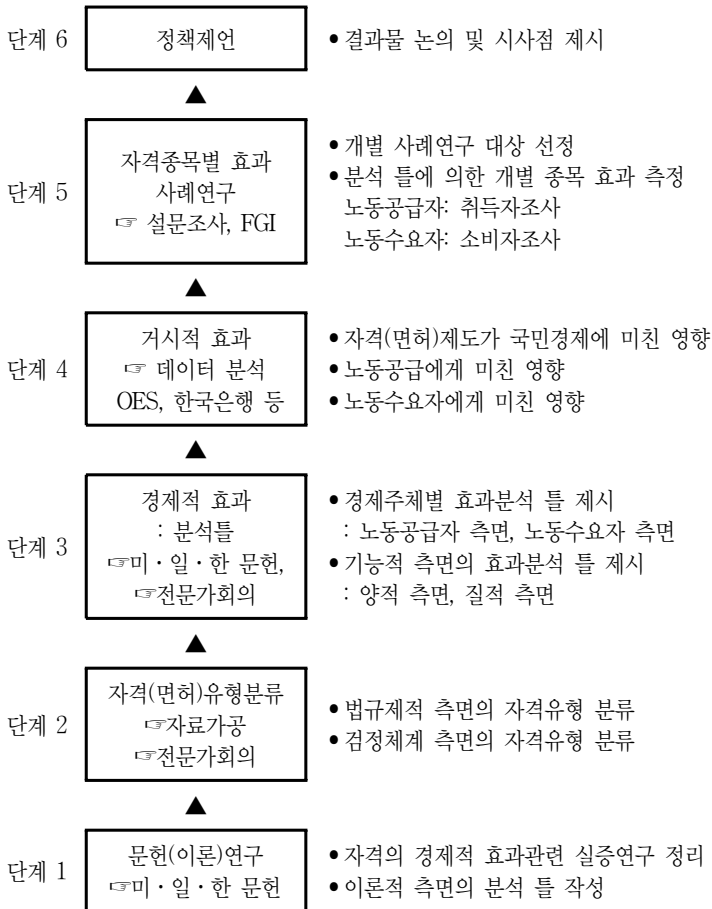 단계 6
정책제언
•결과물 논의 및 시사점 제시
▲
단계 5
자격종목별 효과
사례연구
☞ 설문조사, FGI
•개별 사례연구 대상 선정
•분석 틀에 의한 개별 종목 효과 측정
노동공급자: 취득자조사
노동수요자: 소비자조사
▲
단계 4
거시적 효과
☞ 데이터 분석
OES, 한국은행 등
•자격(면허)제도가 국민경제에 미친 영향
•노동공급에게 미친 영향
•노동수요자에게 미친 영향
▲
단계 3
경제적 효과
: 분석틀
☞미・일・한 문헌,
☞전문가회의
•경제주체별 효과분석 틀 제시
: 노동공급자 측면, 노동수요자 측면
•기능적 측면의 효과분석 틀 제시
: 양적 측면, 질적 측면
▲
단계 2
자격(면허)유형분류
☞자료가공
☞전문가회의
•법규제적 측면의 자격유형 분류
•검정체계 측면의 자격유형 분류
▲
단계 1
문헌(이론)연구
☞미・일・한 문헌
•자격의 경제적 효과관련 실증연구 정리
•이론적 측면의 분석 틀 작성